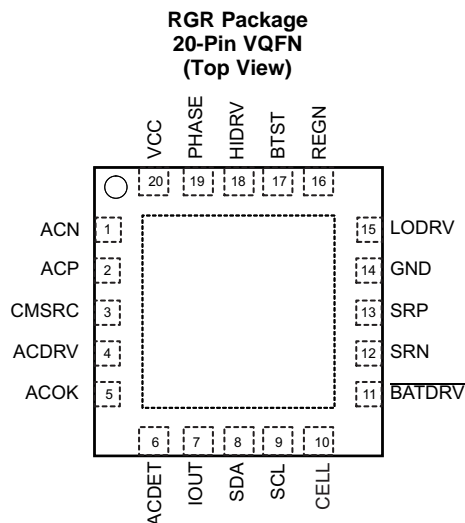 RGR Package
20-Pin VQFN
(Top View)
VCC
PHASE
HIDRV
BTST
REGN
20 19 18 17 16
ACN 1
ACP 2
CMSRC 3
ACDRV 4
ACOK 5
15 LODRV
14 GND
13 SRP
12 SRN
11 BATDRV
6 7 8 9 10
ACDET
IOUT
SDA
SCL
CELL